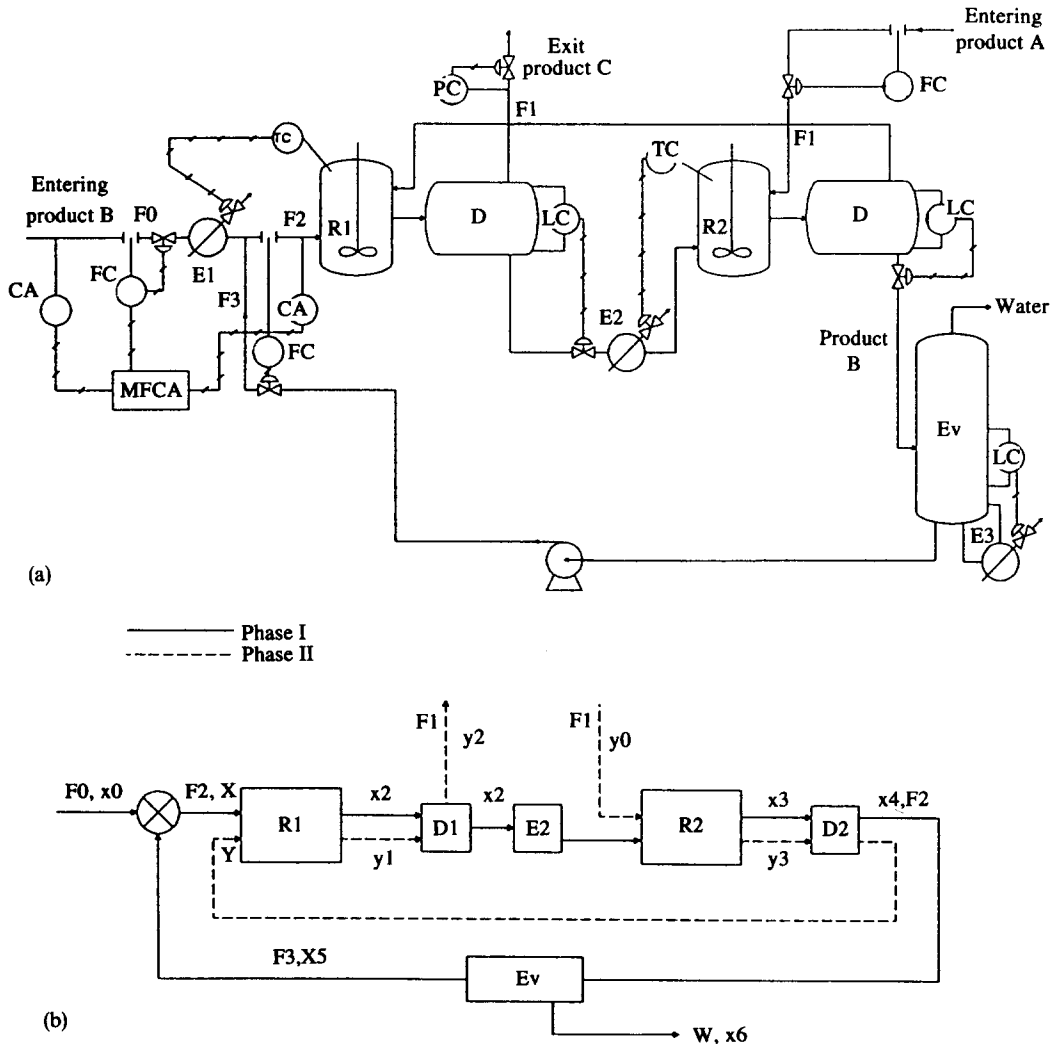 (a)
Entering
product A
Exit
product C
PC
FC
F1
F1
TC
TC
Entering
product B
F0
F2
R1
D
LC
R2
D
LC
E1
FC
CA
F3
CA
E2
FC
MFCA
Product
B
Water
Ev
LC
E3
(a)
Phase I
Phase II
F1
y2
F1
y0
F0, x0
F2, X
x2
x2
x3
x4,F2
R1
D1
E2
R2
D2
Y
y1
y3
F3,X5
Ev
(b)
W, x6